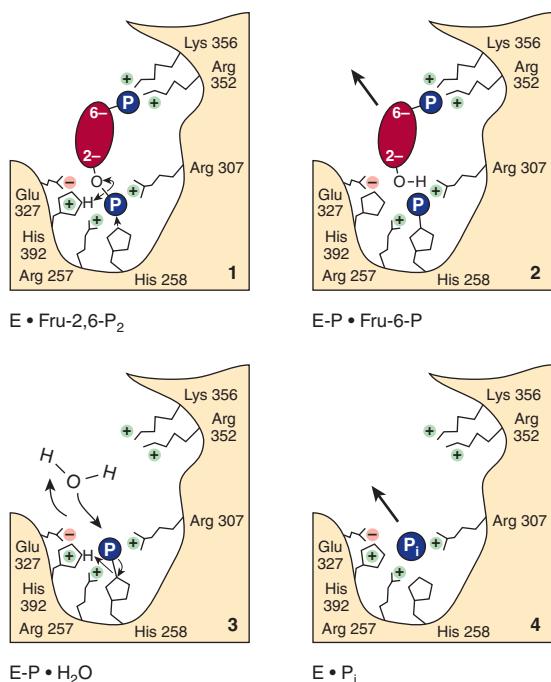 Lys 356
Arg
352
+
P
+
6–
2–
Arg 307
–
O
+
Glu
327
+
H
P
+
His
392
Arg 257
His 258
1
E • Fru-2,6-P₂
Lys 356
Arg
352
+
P
+
6–
2–
Arg 307
–
O–H
+
Glu
327
P
+
His
392
Arg 257
His 258
2
E-P • Fru-6-P
Lys 356
Arg
352
+
+
H
H
O
Arg 307
–
P
+
Glu
327
+
H
+
His
392
Arg 257
His 258
3
E-P • H₂O
Lys 356
Arg
352
+
+
Arg 307
–
Pᵢ
+
Glu
327
+
+
His
392
Arg 257
His 258
4
E • Pᵢ